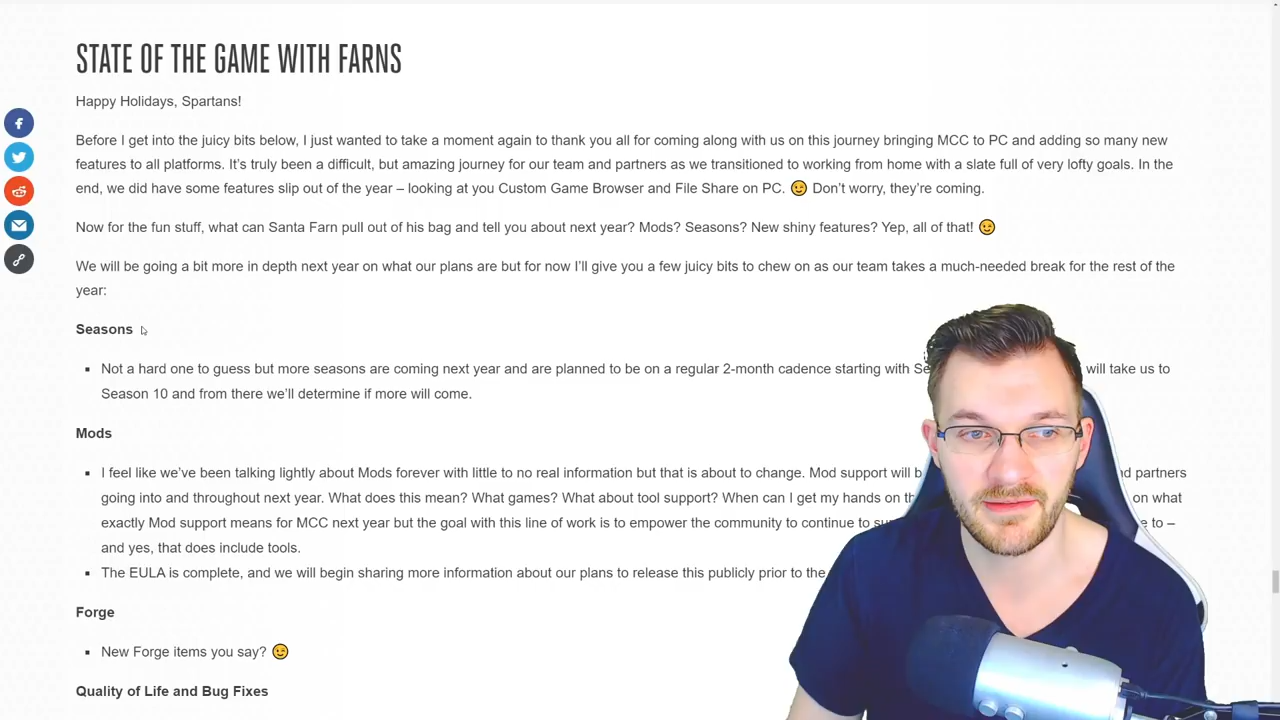 STATE OF THE GAME WITH FARNS
Happy Holidays, Spartans!
Before I get into the juicy bits below, I just wanted to take a moment again to thank you all for coming along with us on this journey bringing MCC to PC and adding so many new
features to all platforms. It's truly been a difficult, but amazing journey for our team and partners as we transitioned to working from home with a slate full of very lofty goals. In the
end, we did have some features slip out of the year – looking at you Custom Game Browser and File Share on PC. 😉 Don't worry, they're coming.
Now for the fun stuff, what can Santa Farn pull out of his bag and tell you about next year? Mods? Seasons? New shiny features? Yep, all of that! 😉
We will be going a bit more in depth next year on what our plans are but for now I'll give you a few juicy bits to chew on as our team takes a much-needed break for the rest of the
year:
Seasons
Not a hard one to guess but more seasons are coming next year and are planned to be on a regular 2-month cadence starting with will take us to
Season 10 and from there we'll determine if more will come.
Mods
I feel like we've been talking lightly about Mods forever with little to no real information but that is about to change. Mod support will partners
going into and throughout next year. What does this mean? What games? What about tool support? When can I get my hands on on what
exactly Mod support means for MCC next year but the goal with this line of work is to empower the community to continue to to –
and yes, that does include tools.
The EULA is complete, and we will begin sharing more information about our plans to release this publicly prior to the
Forge
New Forge items you say? 😉
Quality of Life and Bug Fixes